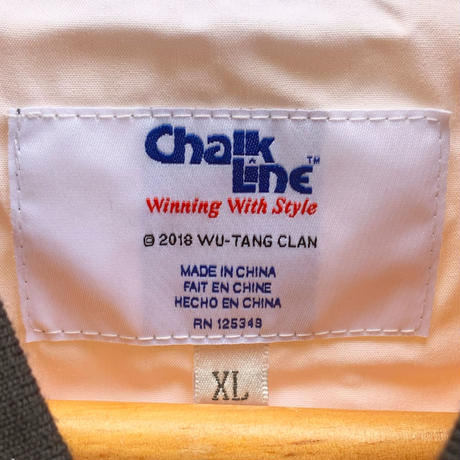 Chalk
Line™
Winning With Style
© 2018 WU-TANG CLAN
MADE IN CHINA
FAIT EN CHINE
HECHO EN CHINA
RN 125349
XL